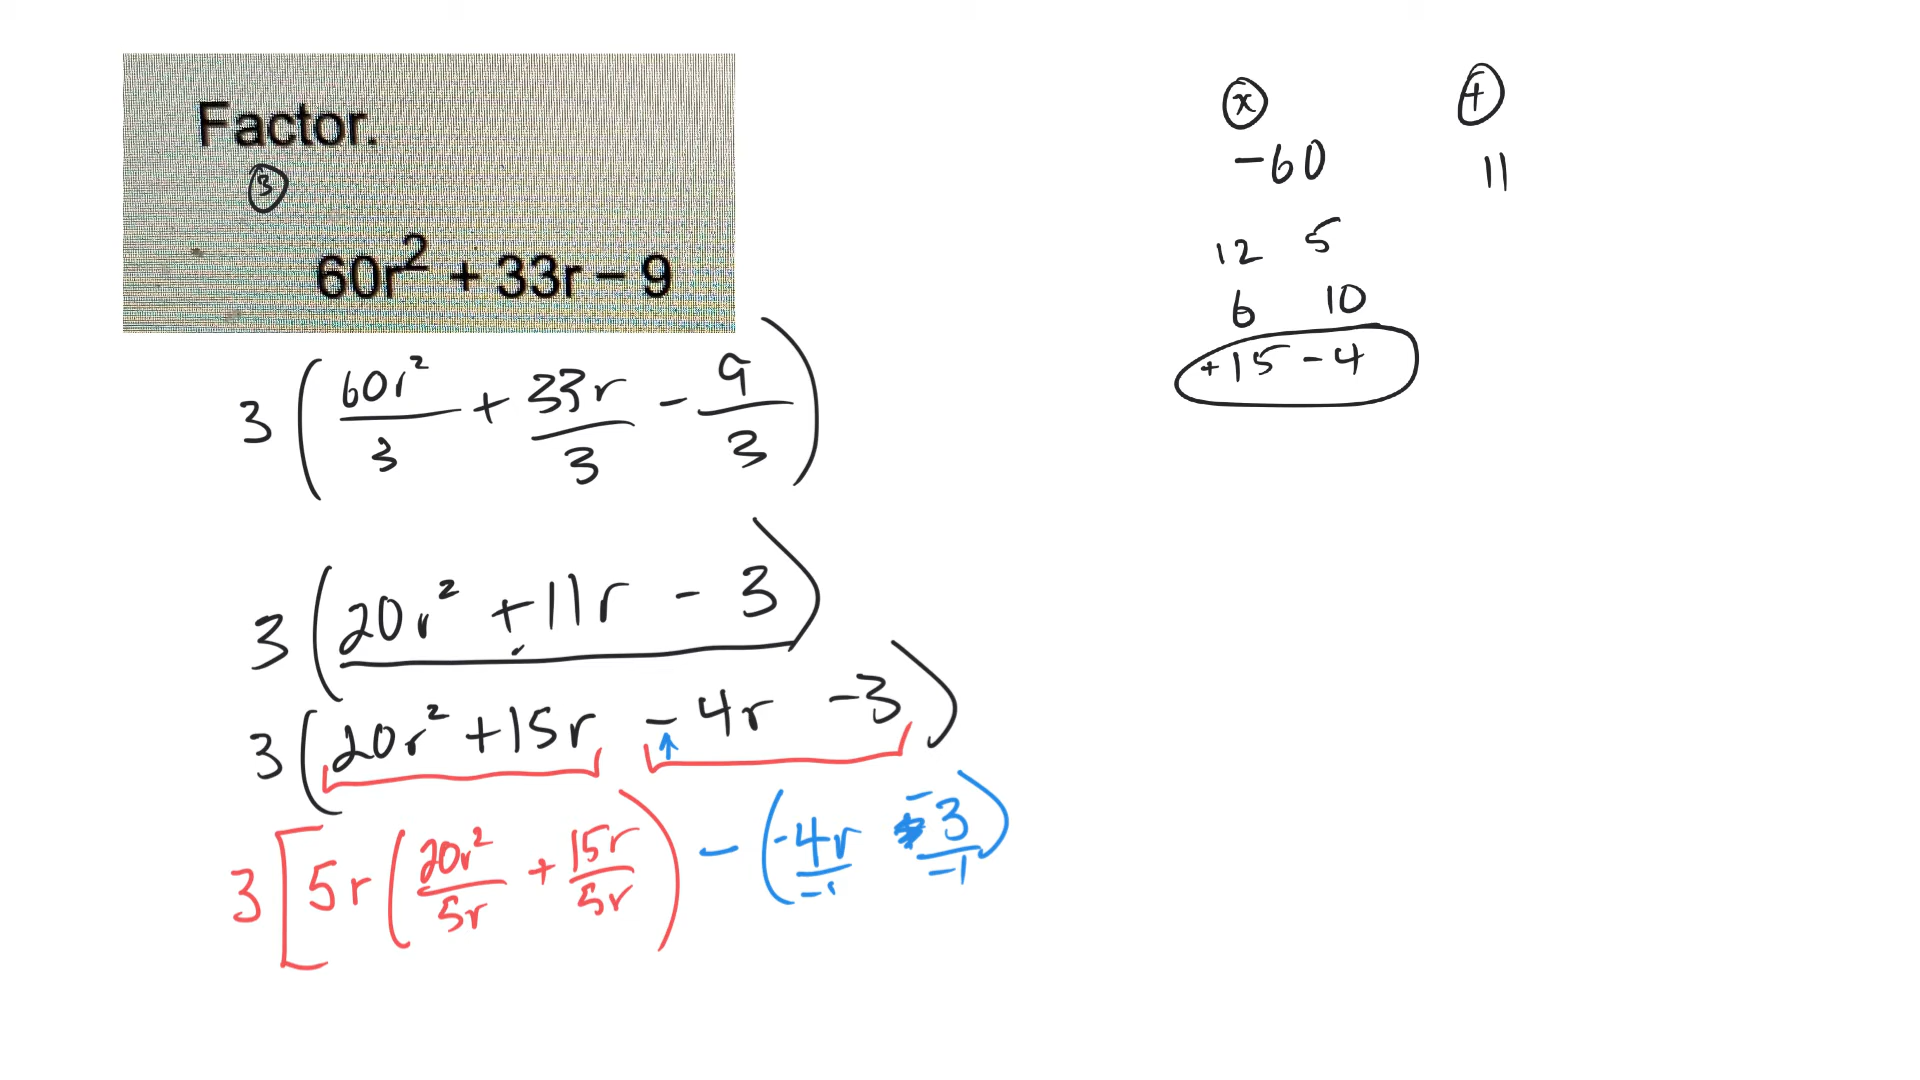 Factor.
③
60r² + 33r − 9
3 ( 60r²/3 + 33r/3 − 9/3 )
3 ( 20r² + 11r − 3 )
3 ( 20r² + 15r − 4r − 3 )
3 [ 5r ( 20r²/5r + 15r/5r ) − ( -4r/-1 -3/-1 )
ⓧ ⊕
−60 11
12 5
6 10
+15 −4